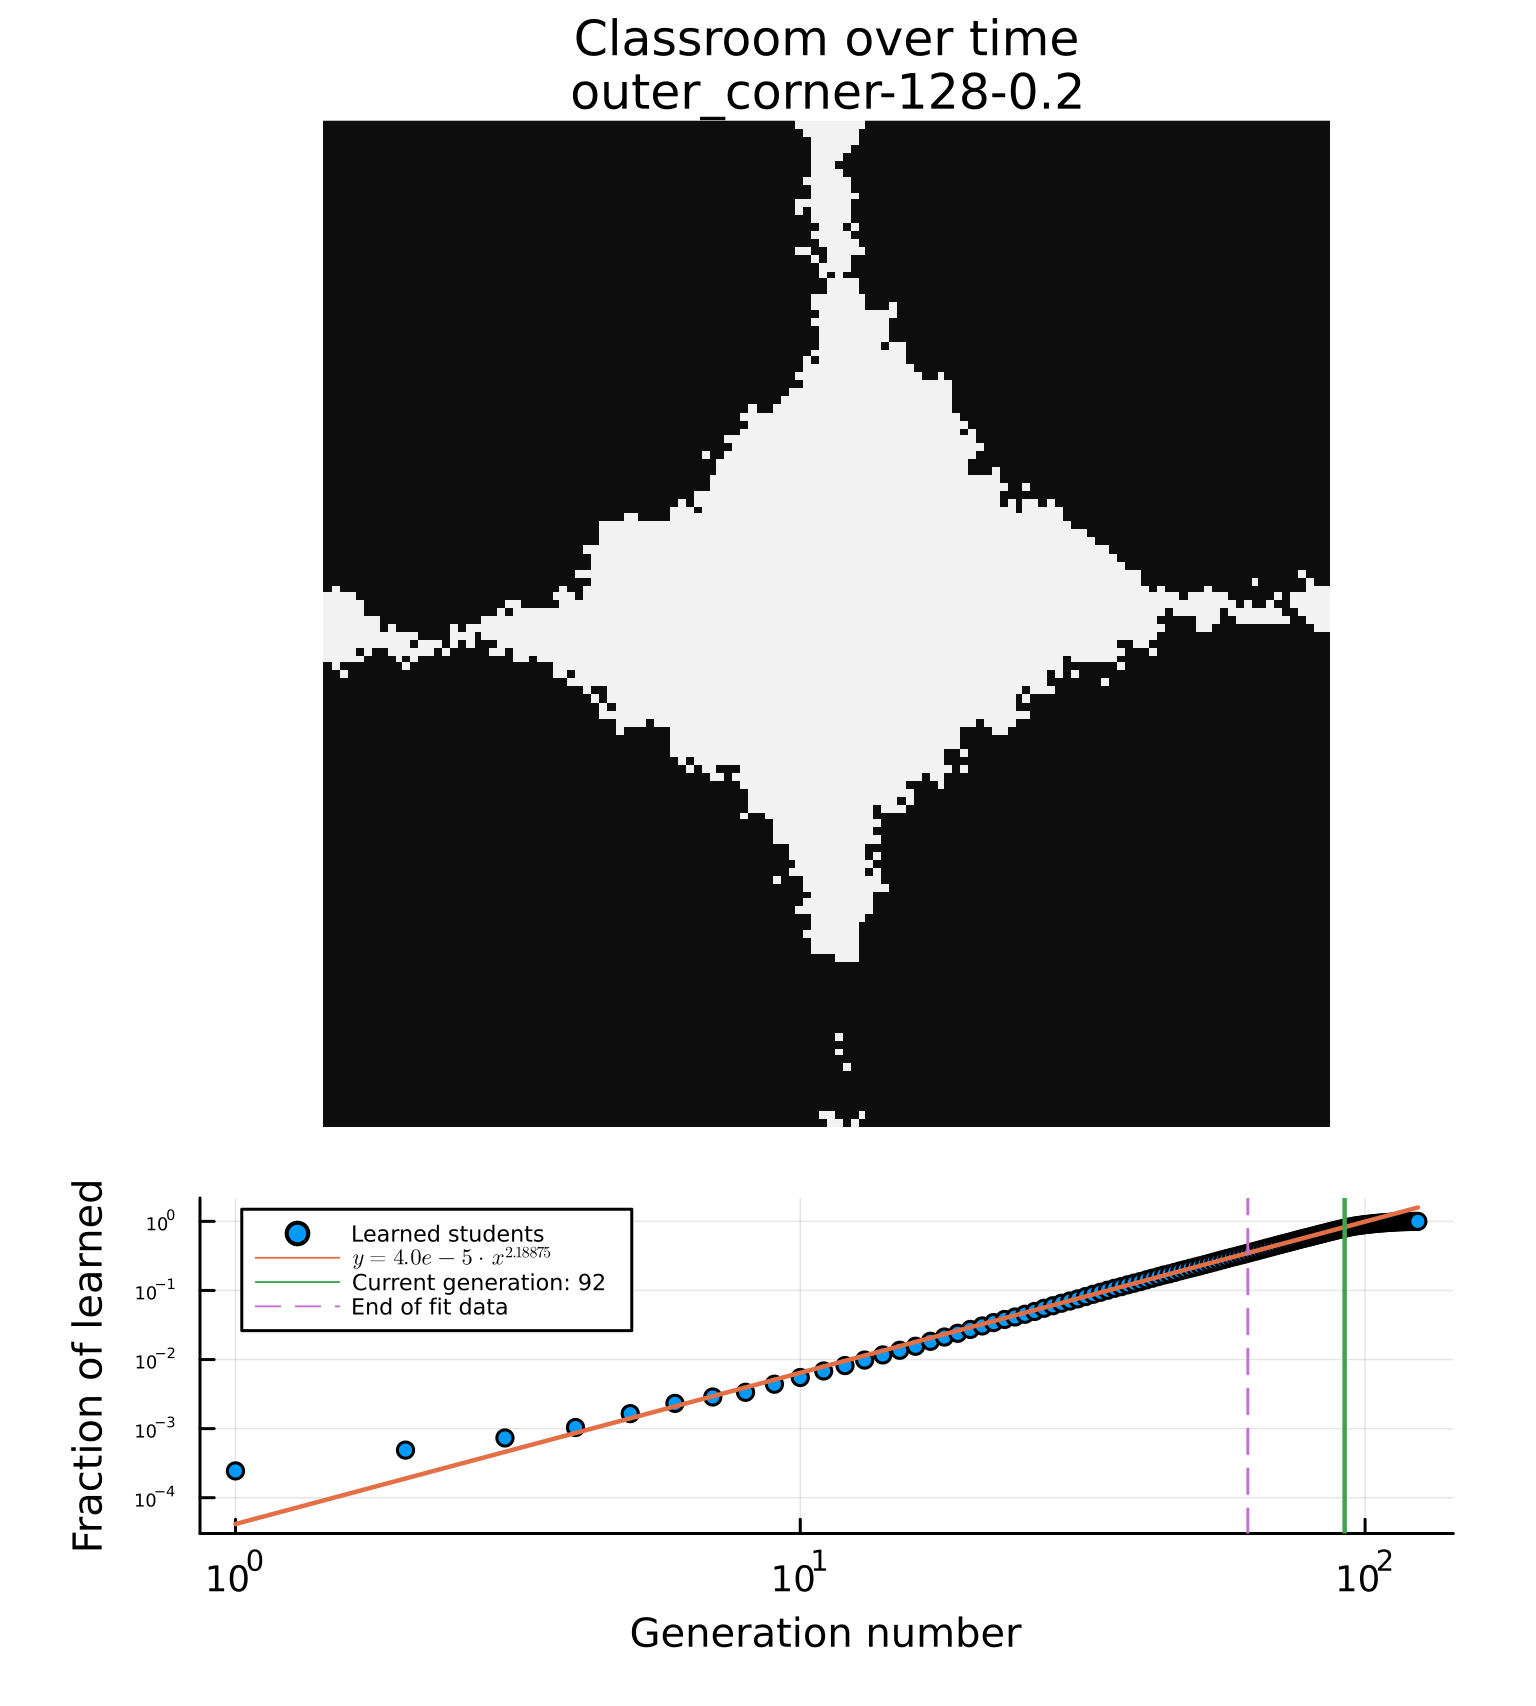 Classroom over time
outer_corner-128-0.2
Fraction of learned
10^0
10^-1
10^-2
10^-3
10^-4
Learned students
y = 4.0e − 5 · x^2.18875
Current generation: 92
End of fit data
10^0 10^1 10^2
Generation number